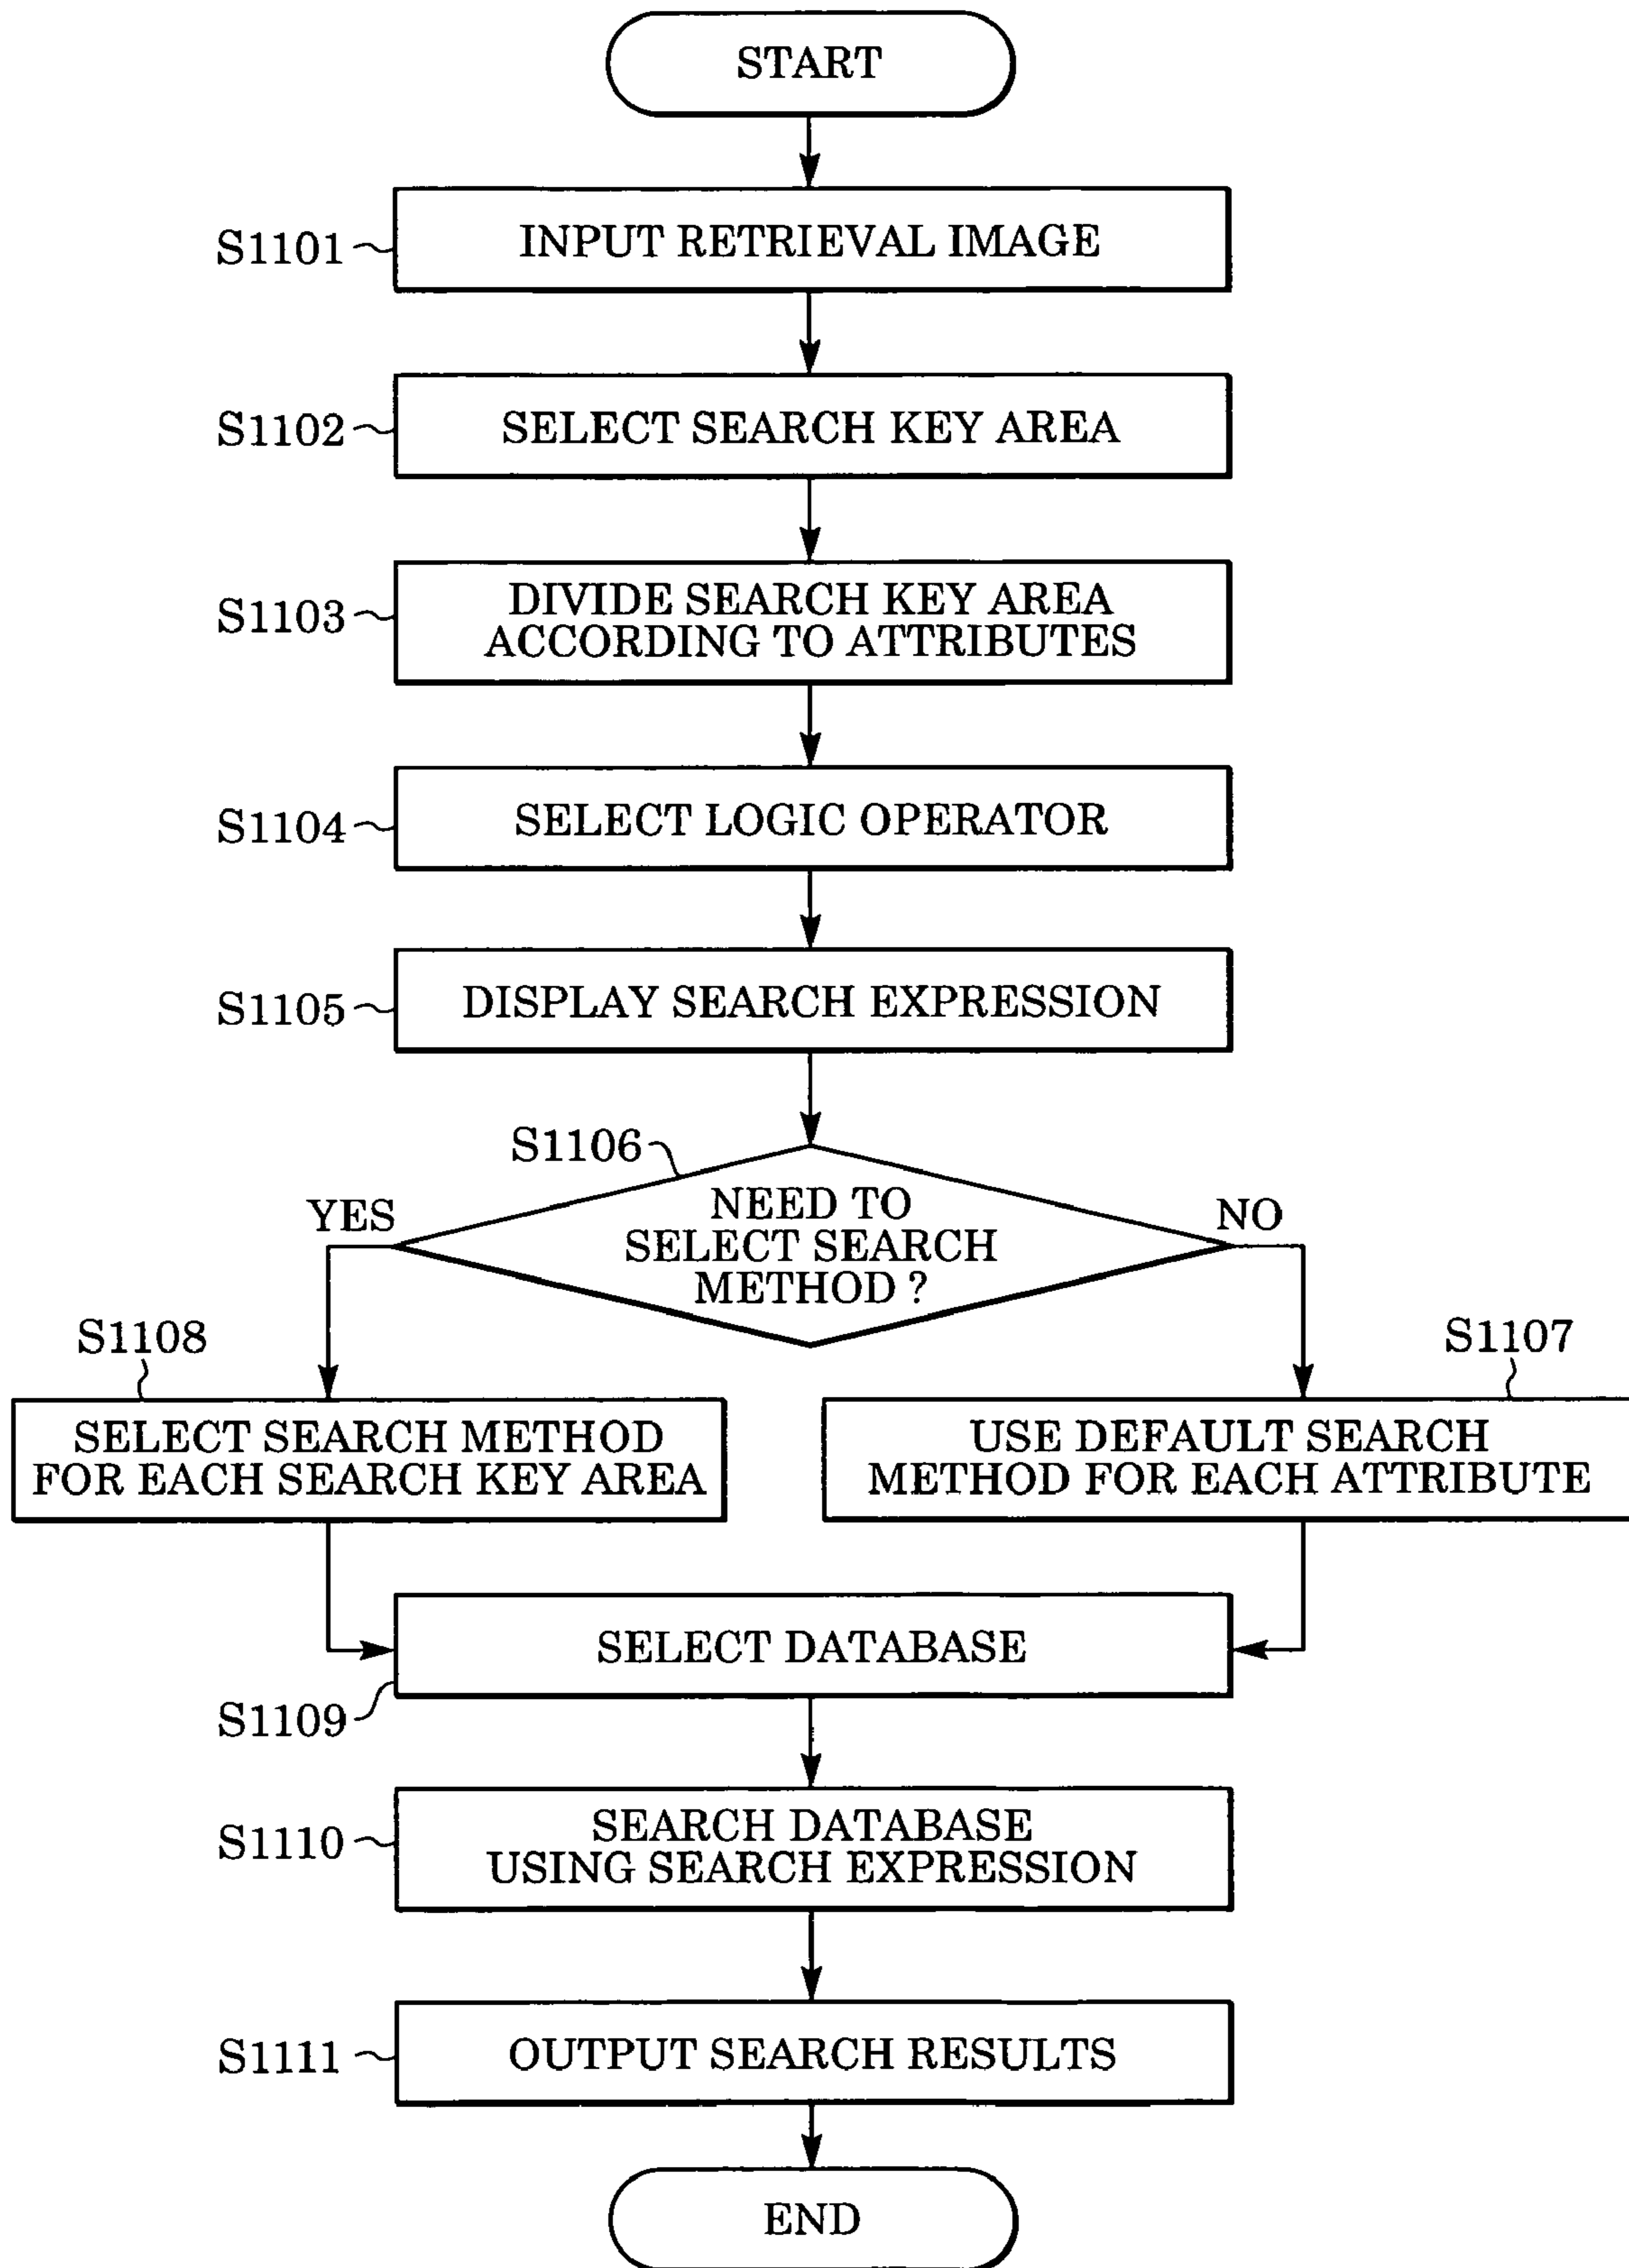 START
S1101
INPUT RETRIEVAL IMAGE
S1102
SELECT SEARCH KEY AREA
S1103
DIVIDE SEARCH KEY AREA
ACCORDING TO ATTRIBUTES
S1104
SELECT LOGIC OPERATOR
S1105
DISPLAY SEARCH EXPRESSION
S1106
YES
NEED TO
SELECT SEARCH
METHOD ?
NO
S1108
SELECT SEARCH METHOD
FOR EACH SEARCH KEY AREA
S1107
USE DEFAULT SEARCH
METHOD FOR EACH ATTRIBUTE
SELECT DATABASE
S1109
S1110
SEARCH DATABASE
USING SEARCH EXPRESSION
S1111
OUTPUT SEARCH RESULTS
END